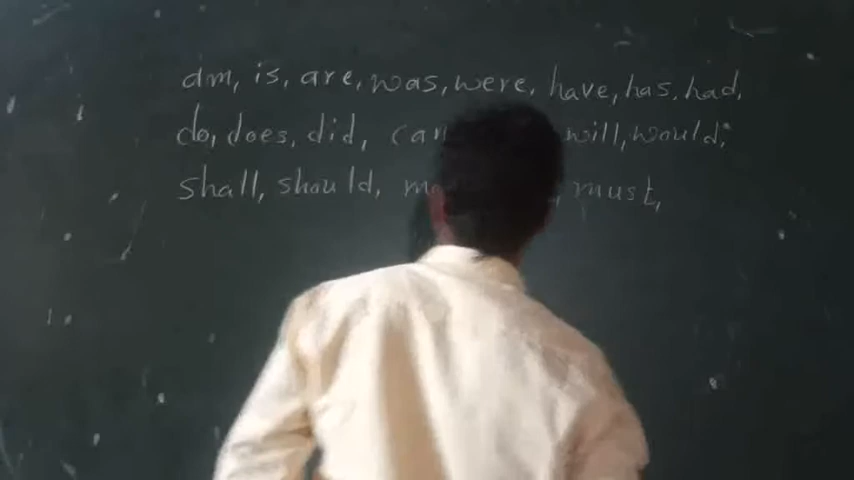 am, is, are, was, were, have, has, had,
do, does, did, will, would,
shall, should, must,